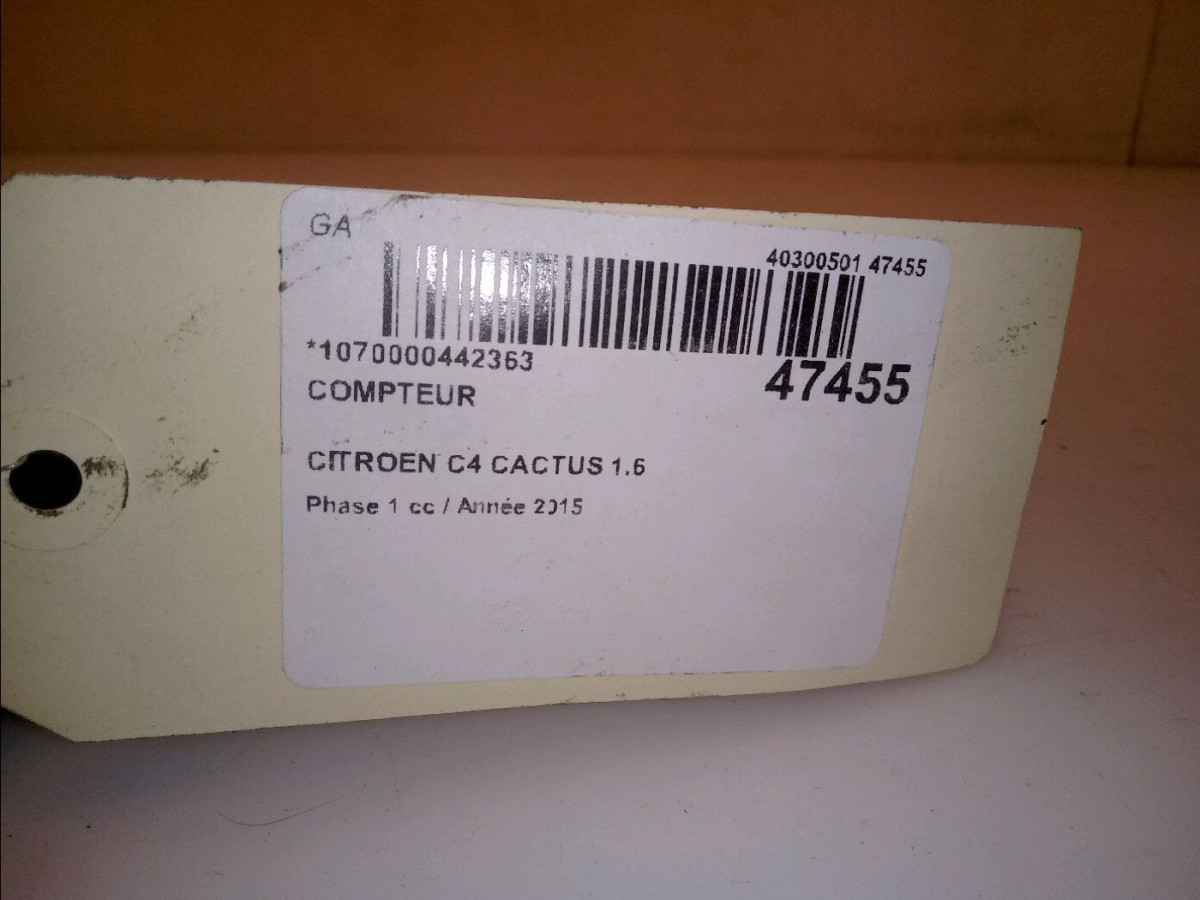 GA
40300501 47455
*1070000442363
47455
COMPTEUR
CITROEN C4 CACTUS 1.6
Phase 1 cc / Année 2015